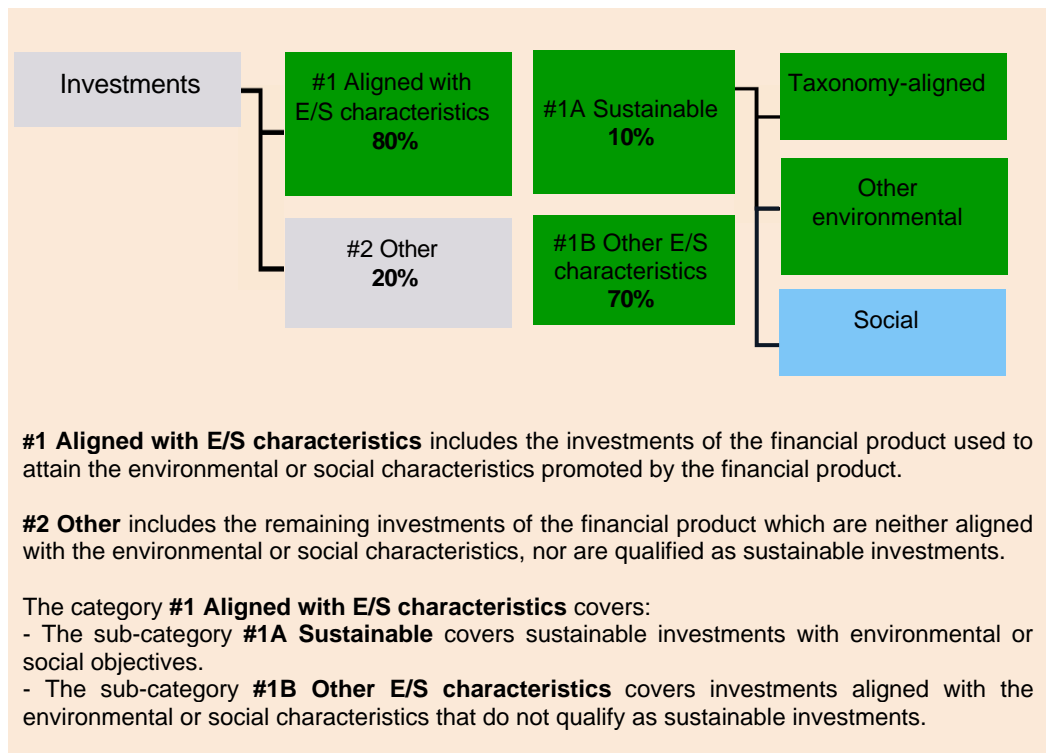 Investments
#1 Aligned with
E/S characteristics
80%
#2 Other
20%
#1A Sustainable
10%
#1B Other E/S
characteristics
70%
Taxonomy-aligned
Other
environmental
Social
#1 Aligned with E/S characteristics includes the investments of the financial product used to
attain the environmental or social characteristics promoted by the financial product.
#2 Other includes the remaining investments of the financial product which are neither aligned
with the environmental or social characteristics, nor are qualified as sustainable investments.
The category #1 Aligned with E/S characteristics covers:
- The sub-category #1A Sustainable covers sustainable investments with environmental or
social objectives.
- The sub-category #1B Other E/S characteristics covers investments aligned with the
environmental or social characteristics that do not qualify as sustainable investments.